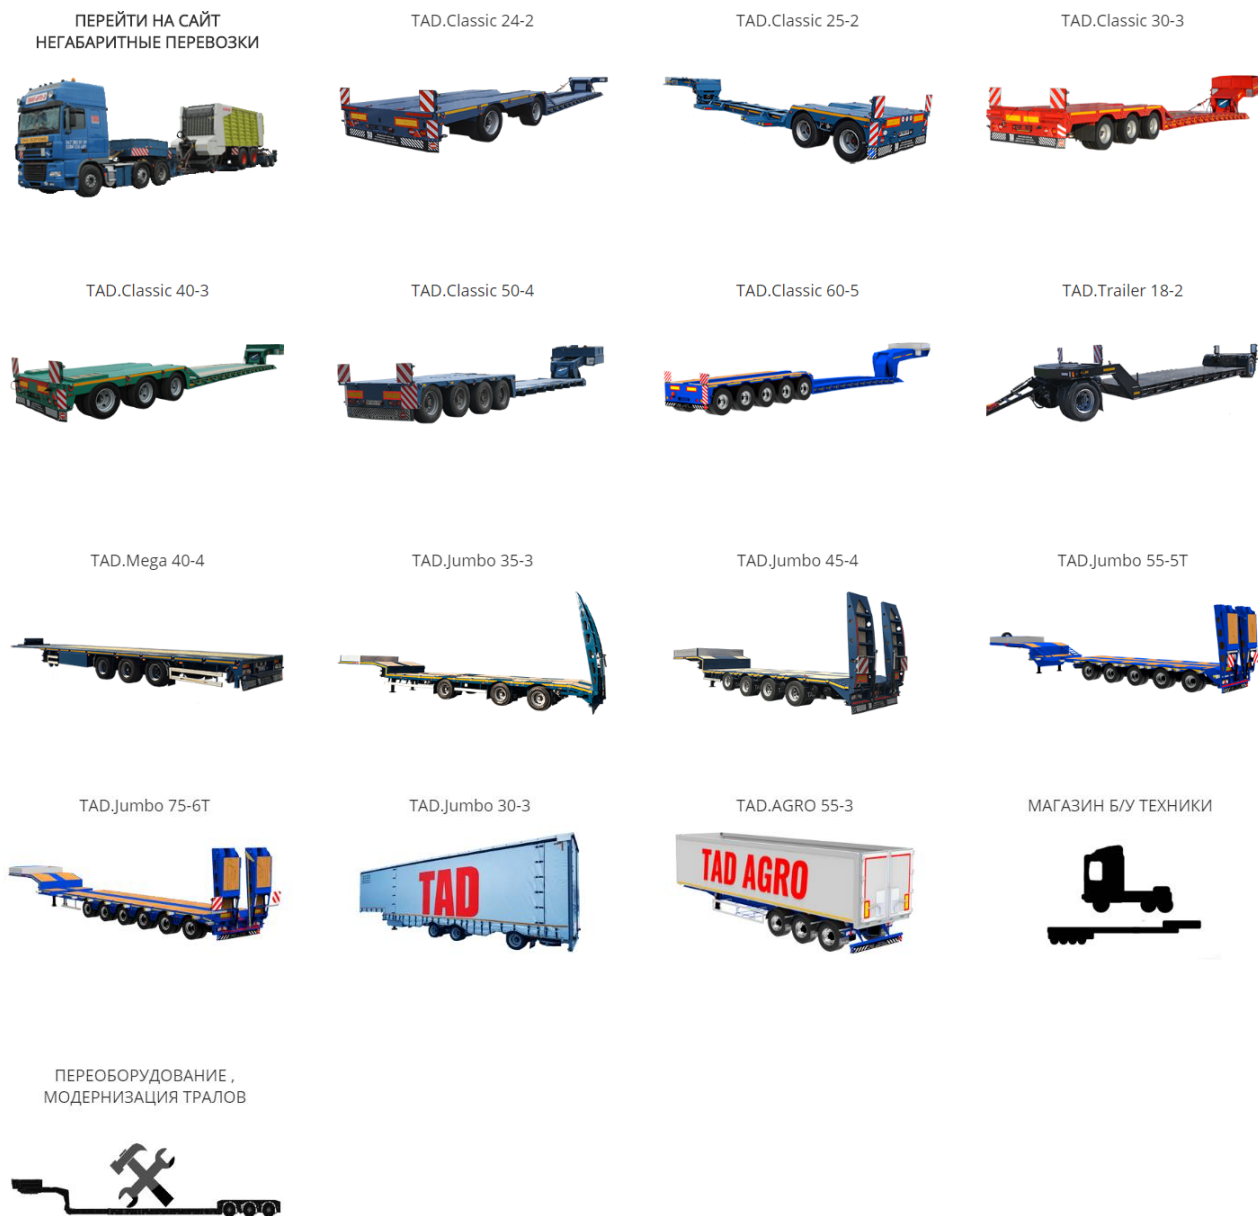 ПЕРЕЙТИ НА САЙТ
НЕГАБАРИТНЫЕ ПЕРЕВОЗКИ
TAD.Classic 24-2
TAD.Classic 25-2
TAD.Classic 30-3
TAD.Classic 40-3
TAD.Classic 50-4
TAD.Classic 60-5
TAD.Trailer 18-2
TAD.Mega 40-4
TAD.Jumbo 35-3
TAD.Jumbo 45-4
TAD.Jumbo 55-5T
TAD.Jumbo 75-6T
TAD.Jumbo 30-3
TAD.AGRO 55-3
МАГАЗИН Б/У ТЕХНИКИ
TAD
TAD AGRO
ПЕРЕОБОРУДОВАНИЕ ,
МОДЕРНИЗАЦИЯ ТРАЛОВ